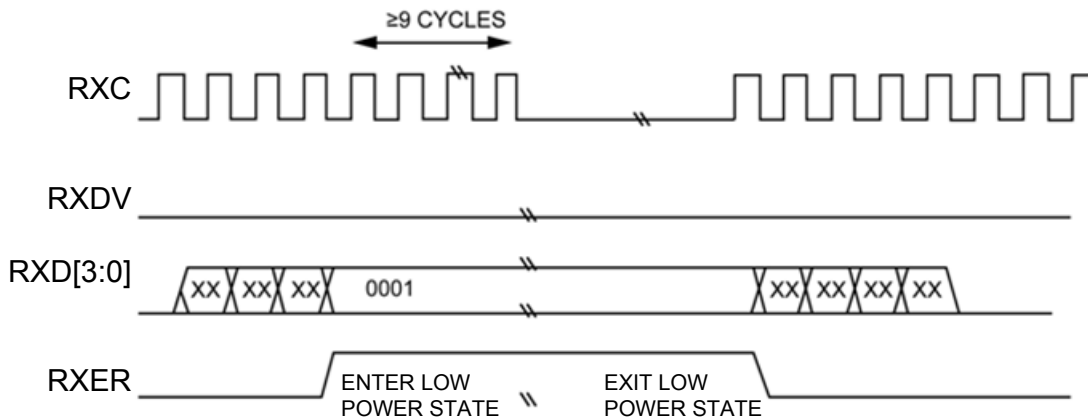 ≥9 CYCLES
RXC
RXDV
RXD[3:0]
XX XX XX 0001 XX XX XX XX
RXER
ENTER LOW
POWER STATE
EXIT LOW
POWER STATE